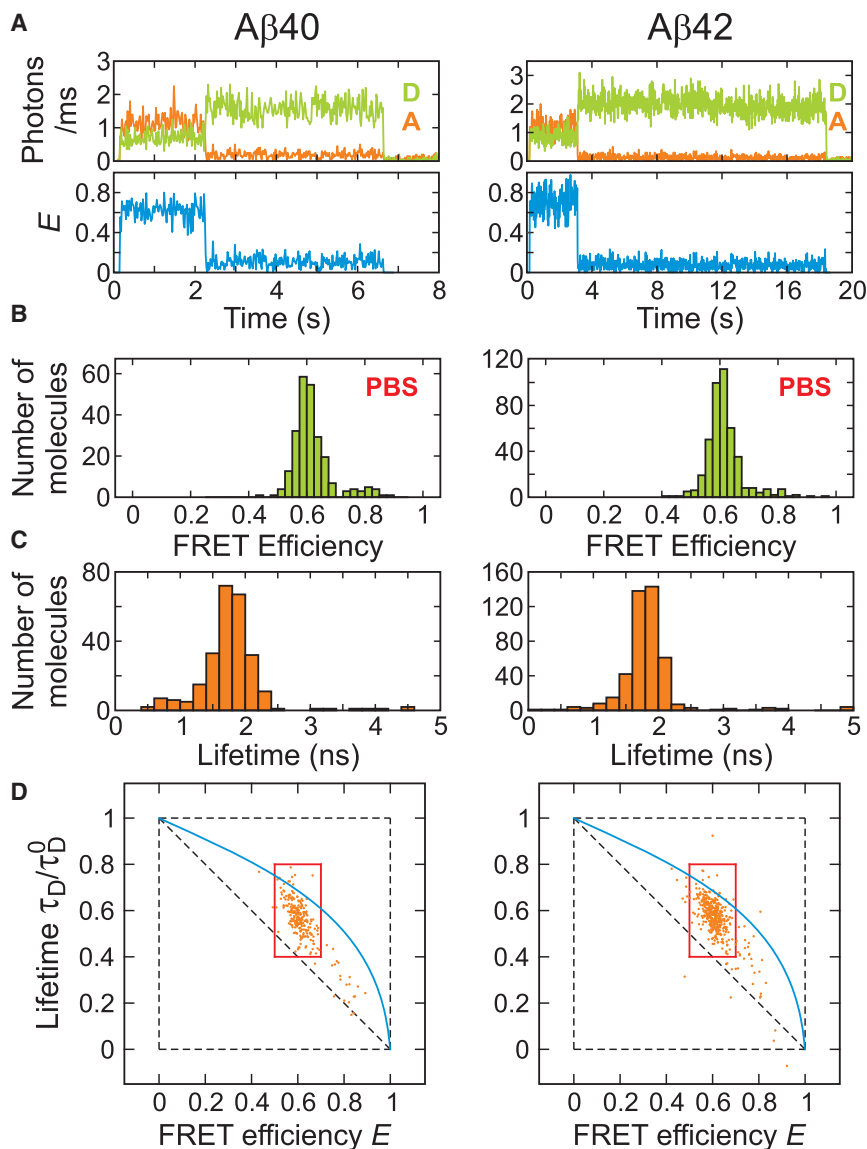 Aβ40 Aβ42
A
3 3
2 D 2 D
1 A 1 A
0 0
Photons
/ms
0.8 0.8
E
0.4 0.4
0 0
0 2 4 6 8 0 4 8 12 16 20
Time (s) Time (s)
B
60 PBS 120 PBS
40 80
20 40
0 0
Number of
molecules
0 0.2 0.4 0.6 0.8 1 0 0.2 0.4 0.6 0.8 1
FRET Efficiency FRET Efficiency
C
80 160
120
40 80
40
0 0
Number of
molecules
0 1 2 3 4 5 0 1 2 3 4 5
Lifetime (ns) Lifetime (ns)
D
1 1
0.8 0.8
0.6 0.6
0.4 0.4
0.2 0.2
0 0
Lifetime τD/τD0
0 0.2 0.4 0.6 0.8 1 0 0.2 0.4 0.6 0.8 1
FRET efficiency E FRET efficiency E